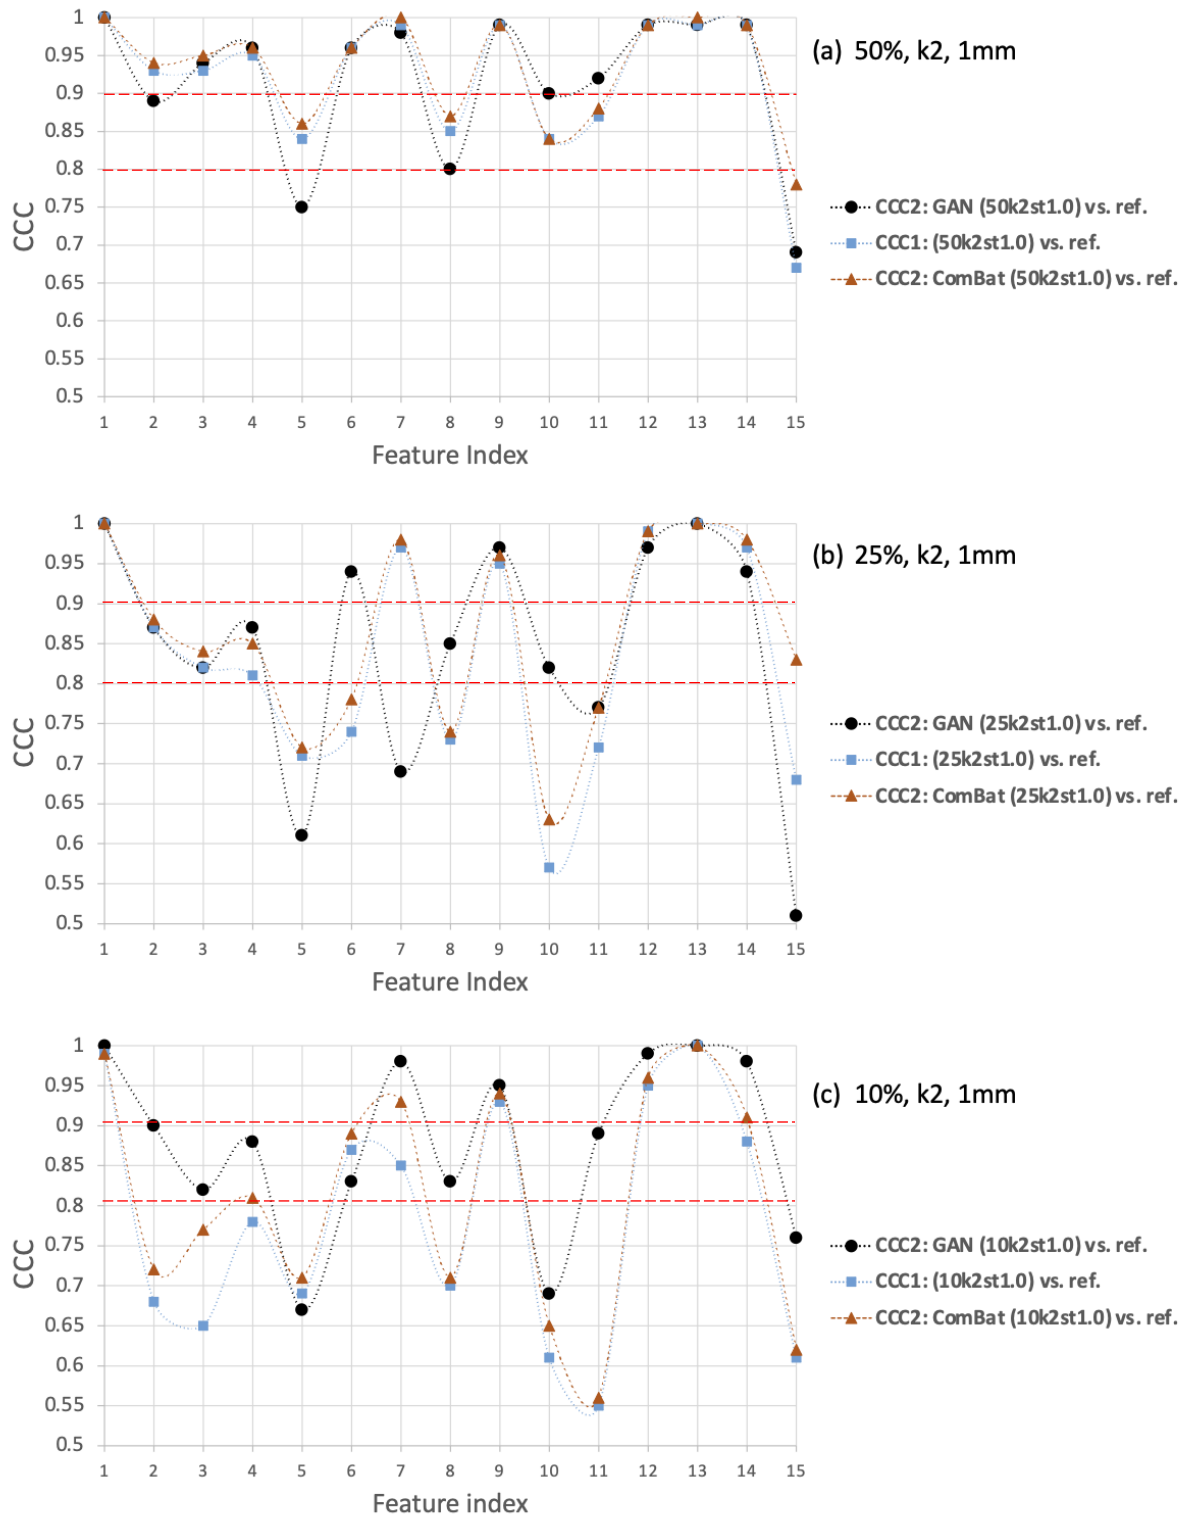 1
0.95
0.9
0.85
0.8
0.75
0.7
0.65
0.6
0.55
0.5
CCC
1 2 3 4 5 6 7 8 9 10 11 12 13 14 15
Feature Index
(a) 50%, k2, 1mm
CCC2: GAN (50k2st1.0) vs. ref.
CCC1: (50k2st1.0) vs. ref.
CCC2: ComBat (50k2st1.0) vs. ref.
1
0.95
0.9
0.85
0.8
0.75
0.7
0.65
0.6
0.55
0.5
CCC
1 2 3 4 5 6 7 8 9 10 11 12 13 14 15
Feature Index
(b) 25%, k2, 1mm
CCC2: GAN (25k2st1.0) vs. ref.
CCC1: (25k2st1.0) vs. ref.
CCC2: ComBat (25k2st1.0) vs. ref.
1
0.95
0.9
0.85
0.8
0.75
0.7
0.65
0.6
0.55
0.5
CCC
1 2 3 4 5 6 7 8 9 10 11 12 13 14 15
Feature index
(c) 10%, k2, 1mm
CCC2: GAN (10k2st1.0) vs. ref.
CCC1: (10k2st1.0) vs. ref.
CCC2: ComBat (10k2st1.0) vs. ref.